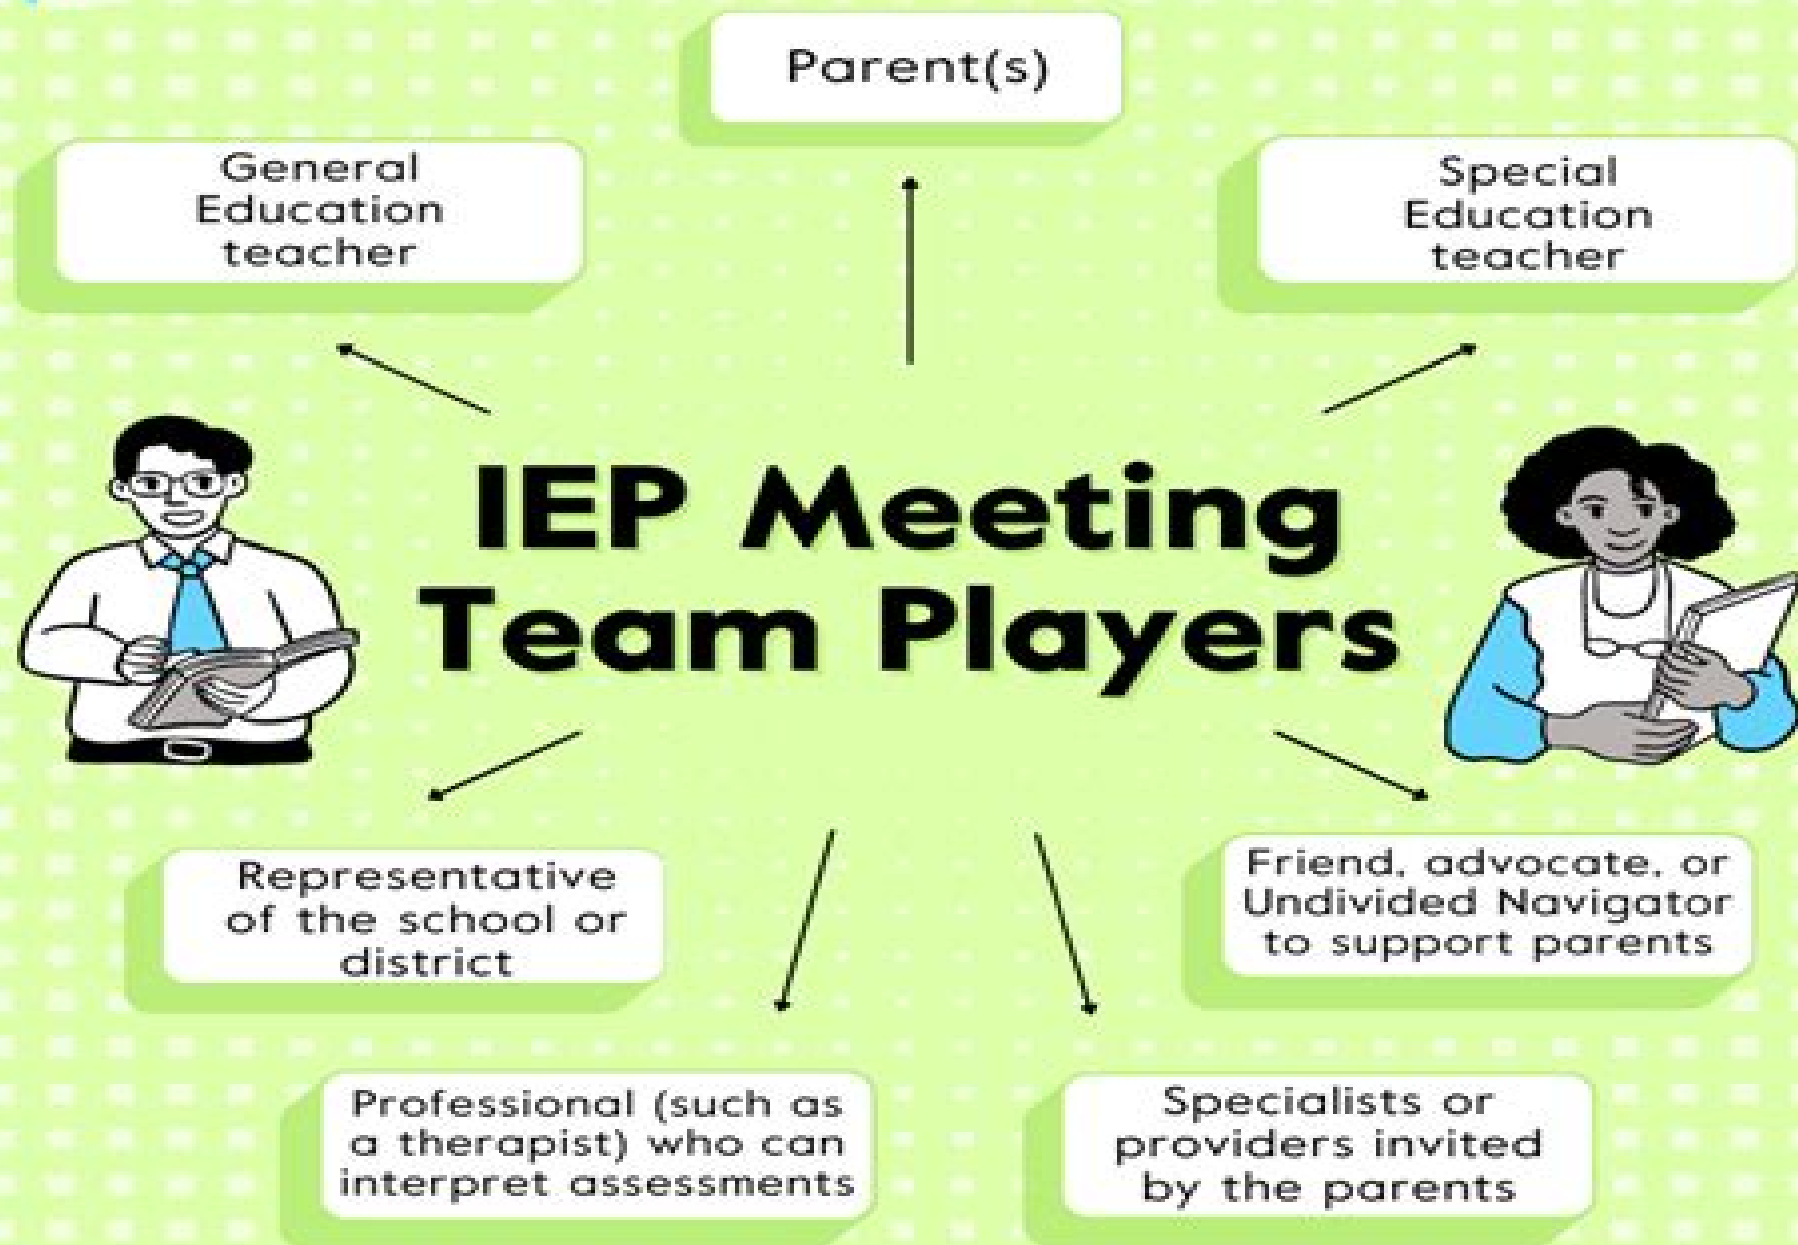 Parent(s)
General
Education
teacher
Special
Education
teacher
IEP Meeting
Team Players
Representative
of the school or
district
Friend, advocate, or
Undivided Navigator
to support parents
Professional (such as
a therapist) who can
interpret assessments
Specialists or
providers invited
by the parents